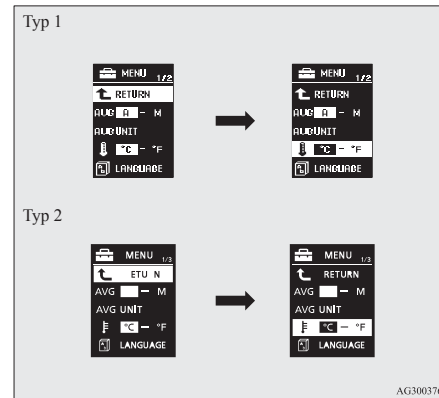 Typ 1
MENU 1/2
RETURN
AVG A - M
AVG UNIT
°C - °F
LANGUAGE
MENU 1/2
RETURN
AVG A - M
AVG UNIT
°C - °F
LANGUAGE
Typ 2
MENU 1/3
ETU N
AVG - M
AVG UNIT
°C - °F
LANGUAGE
MENU 1/3
RETURN
AVG - M
AVG UNIT
°C - °F
LANGUAGE
AG300376